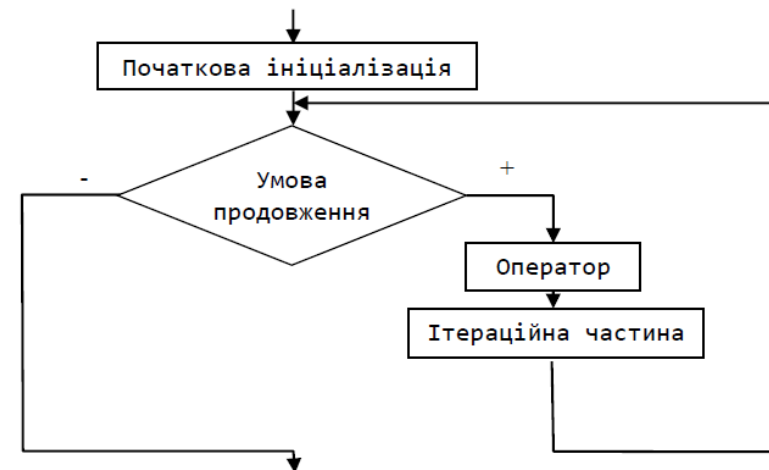 Початкова ініціалізація
-
+
Умова
продовження
Оператор
Ітераційна частина